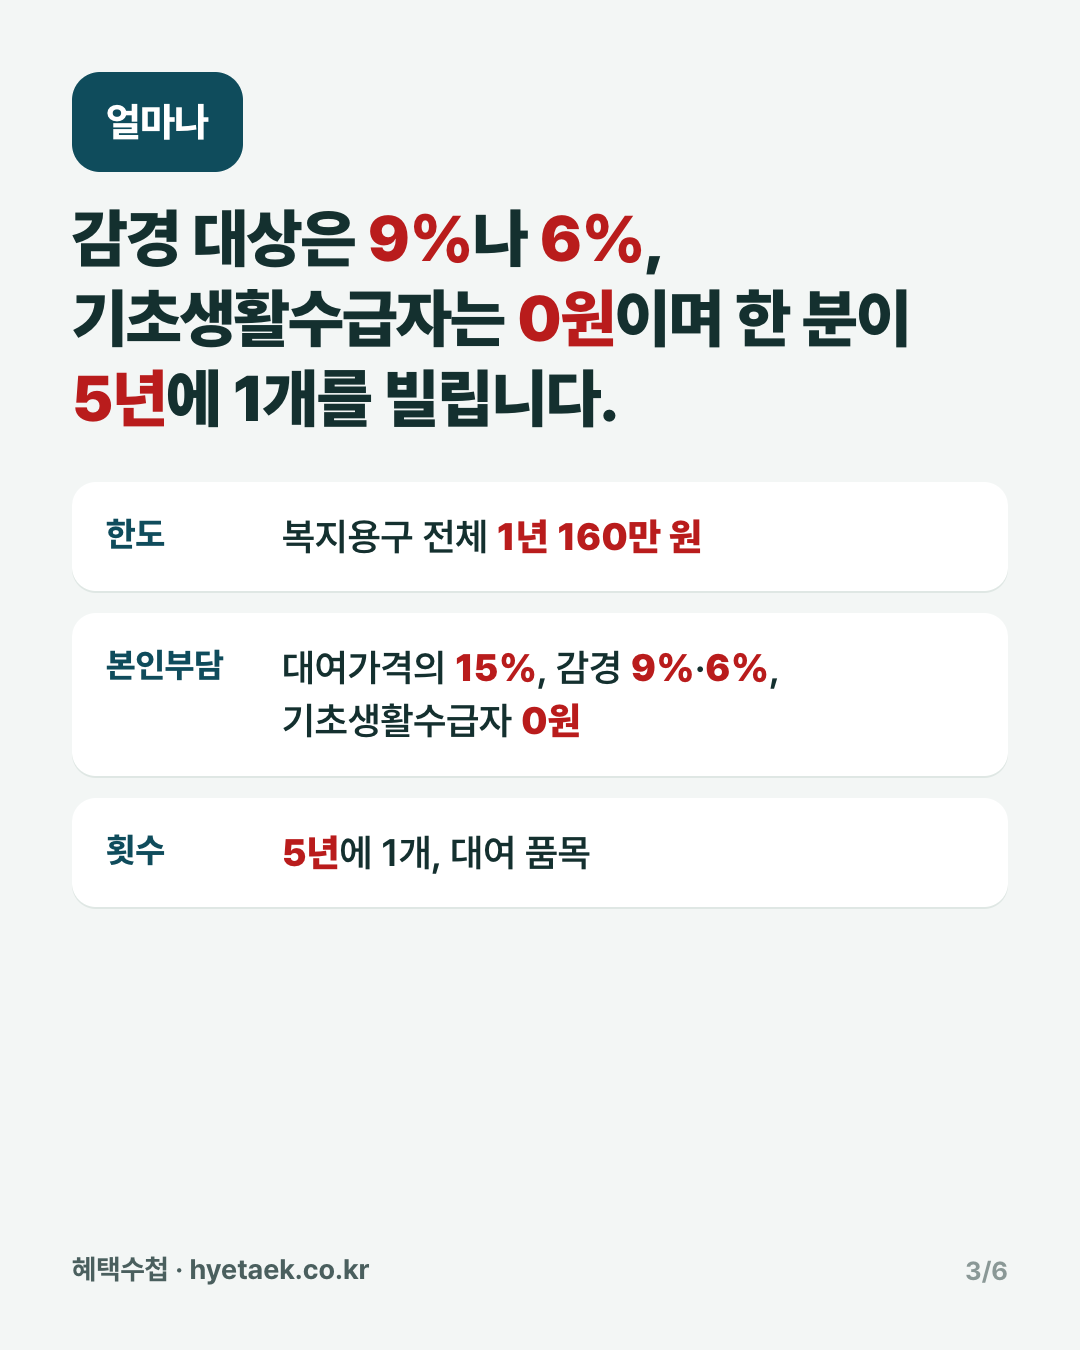 얼마나
감경 대상은 9%나 6%,
기초생활수급자는 0원이며 한 분이
5년에 1개를 빌립니다.
한도 복지용구 전체 1년 160만 원
본인부담 대여가격의 15%, 감경 9%·6%,
기초생활수급자 0원
횟수 5년에 1개, 대여 품목
혜택수첩 · hyetaek.co.kr 3/6